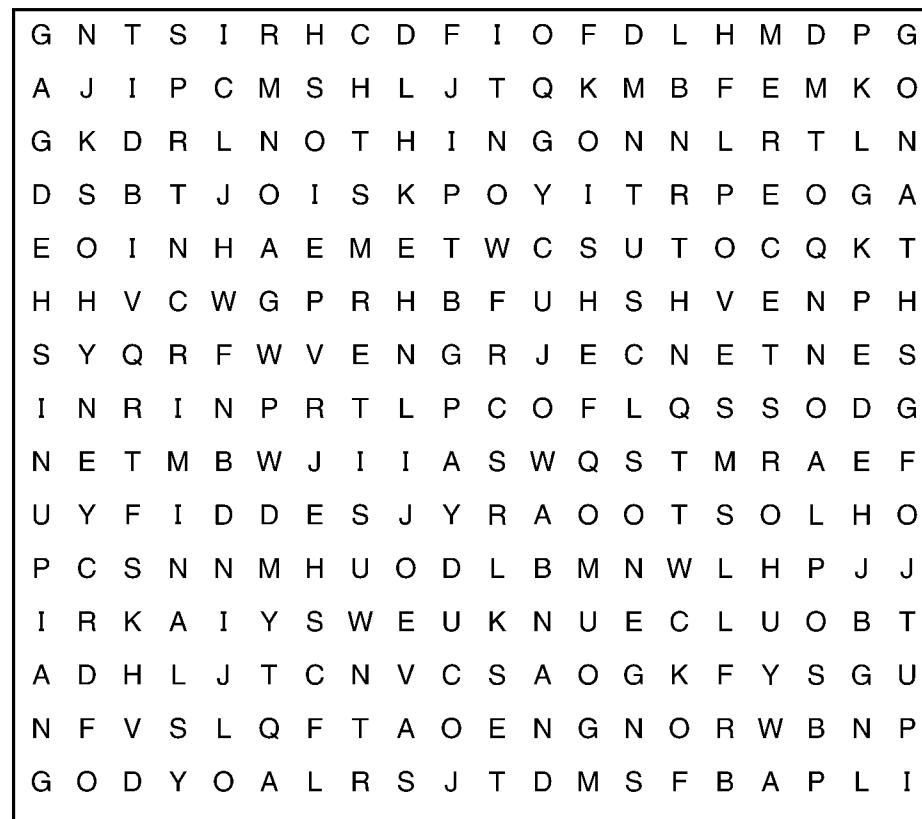 G N T S I R H C D F I O F D L H M D P G
A J I P C M S H L J T Q K M B F E M K O
G K D R L N O T H I N G O N N L R T L N
D S B T J O I S K P O Y I T R P E O G A
E O I N H A E M E T W C S U T O C Q K T
H H V C W G P R H B F U H S H V E N P H
S Y Q R F W V E N G R J E C N E T N E S
I N R I N P R T L P C O F L Q S S O D G
N E T M B W J I I A S W Q S T M R A E F
U Y F I D D E S J Y R A O O T S O L H O
P C S N N M H U O D L B M N W L H P J J
I R K A I Y S W E U K N U E C L U O B T
A D H L J T C N V C S A O G K F Y S G U
N F V S L Q F T A O E N G N O R W B N P
G O D Y O A L R S J T D M S F B A P L I